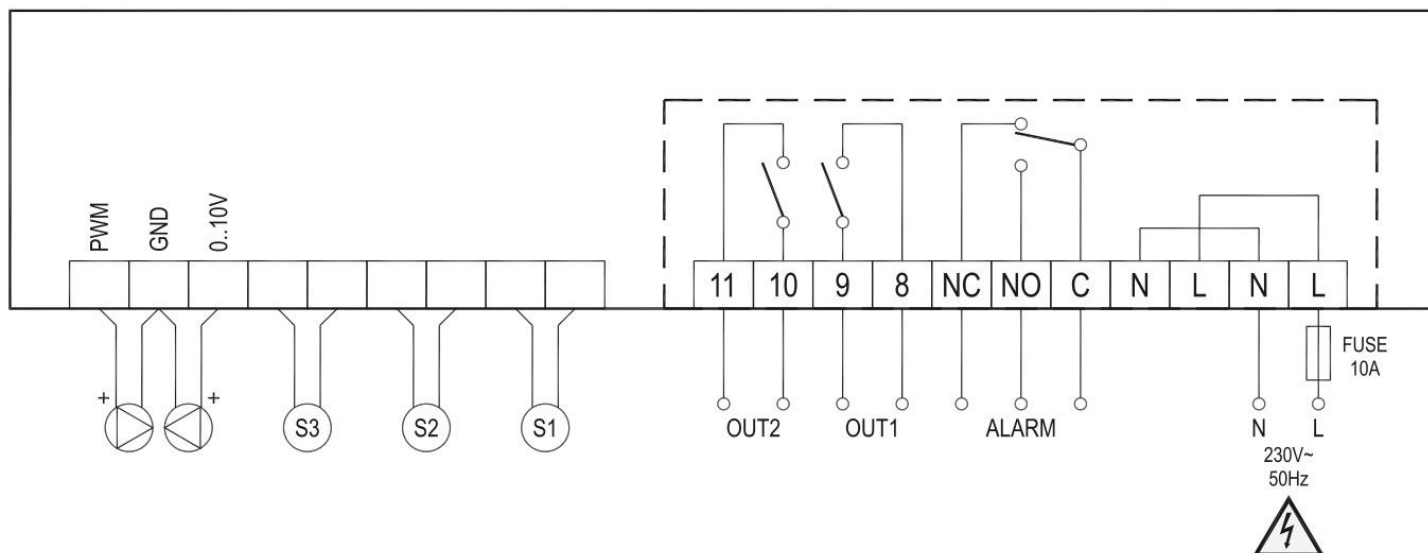 PWM
GND
0..10V
11 10 9 8 NC NO C N L N L
FUSE
10A
+ + S3 S2 S1
OUT2 OUT1 ALARM N L
230V~
50Hz